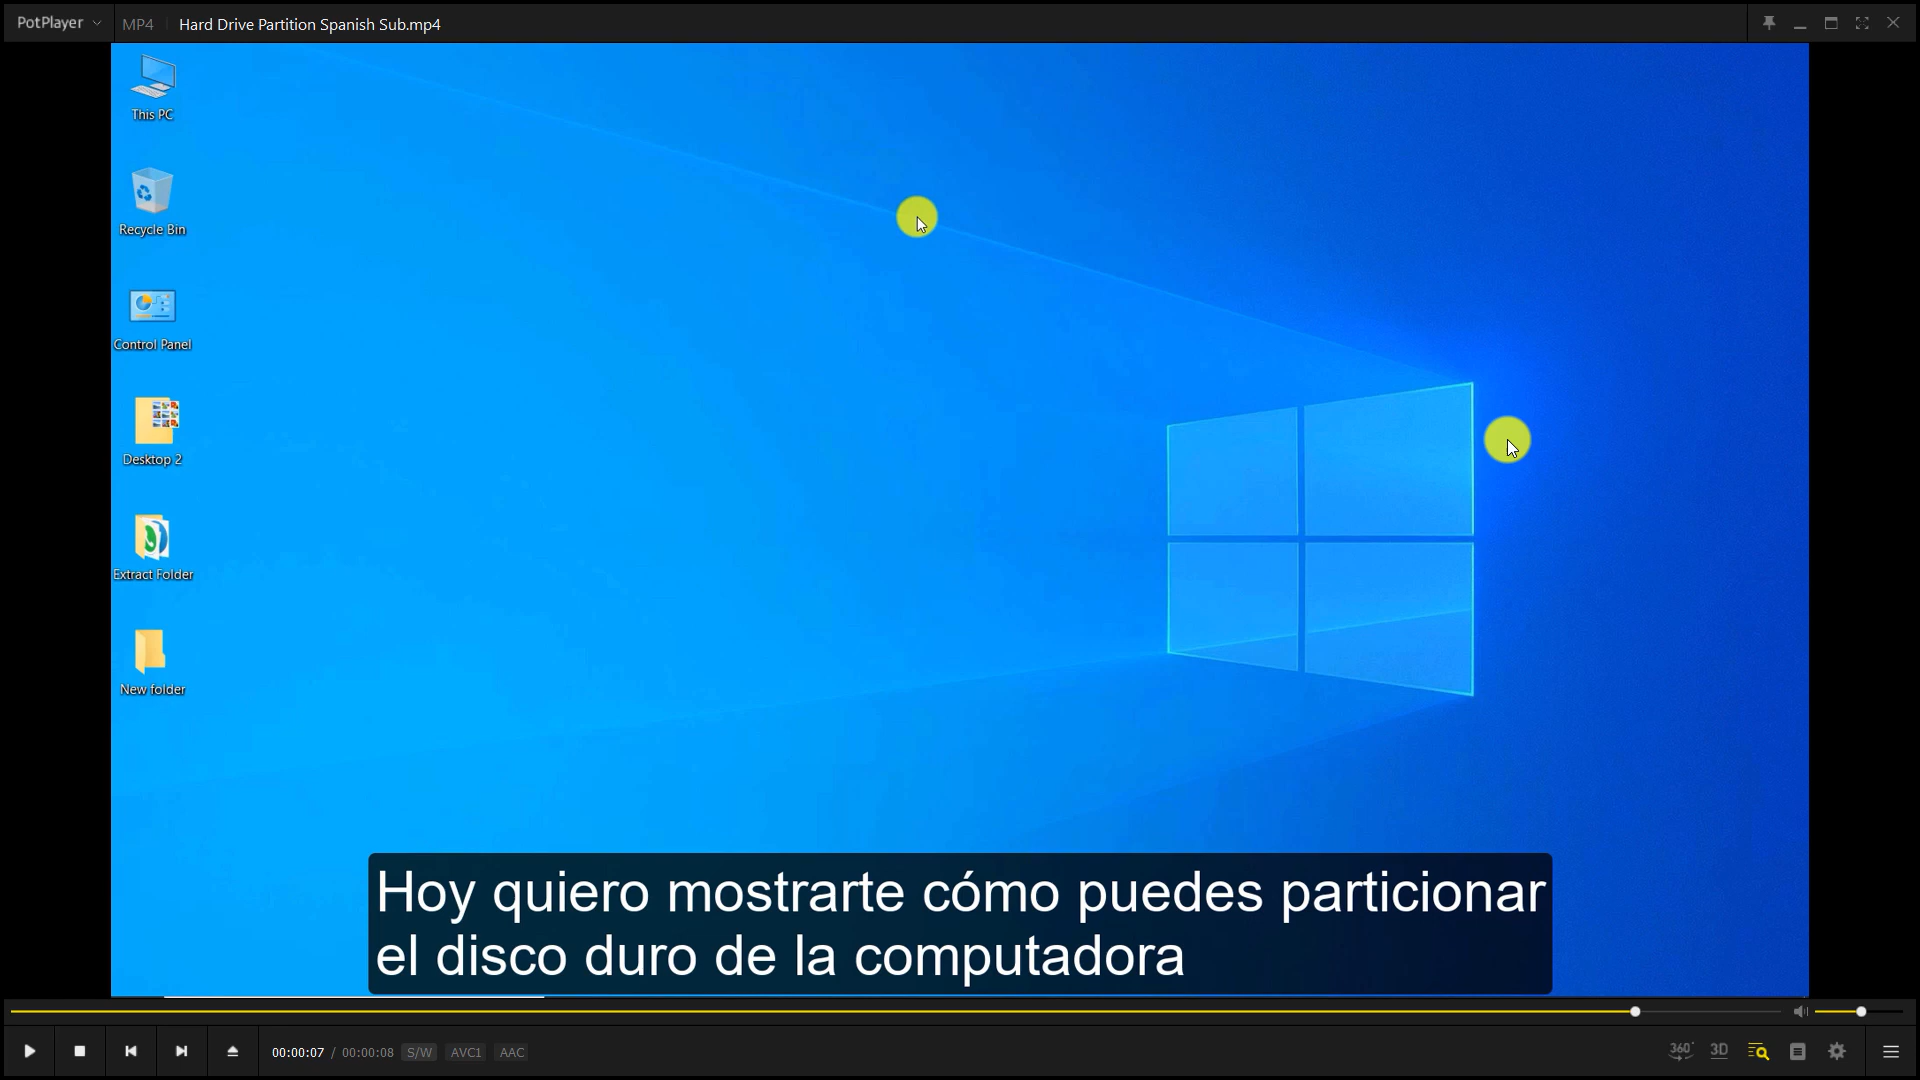 PotPlayer
MP4
Hard Drive Partition Spanish Sub.mp4
This PC
Recycle Bin
Control Panel
Desktop 2
Extract Folder
New folder
Hoy quiero mostrarte cómo puedes particionar
el disco duro de la computadora
00:00:07 / 00:00:08 S/W AVC1 AAC
360° 3D